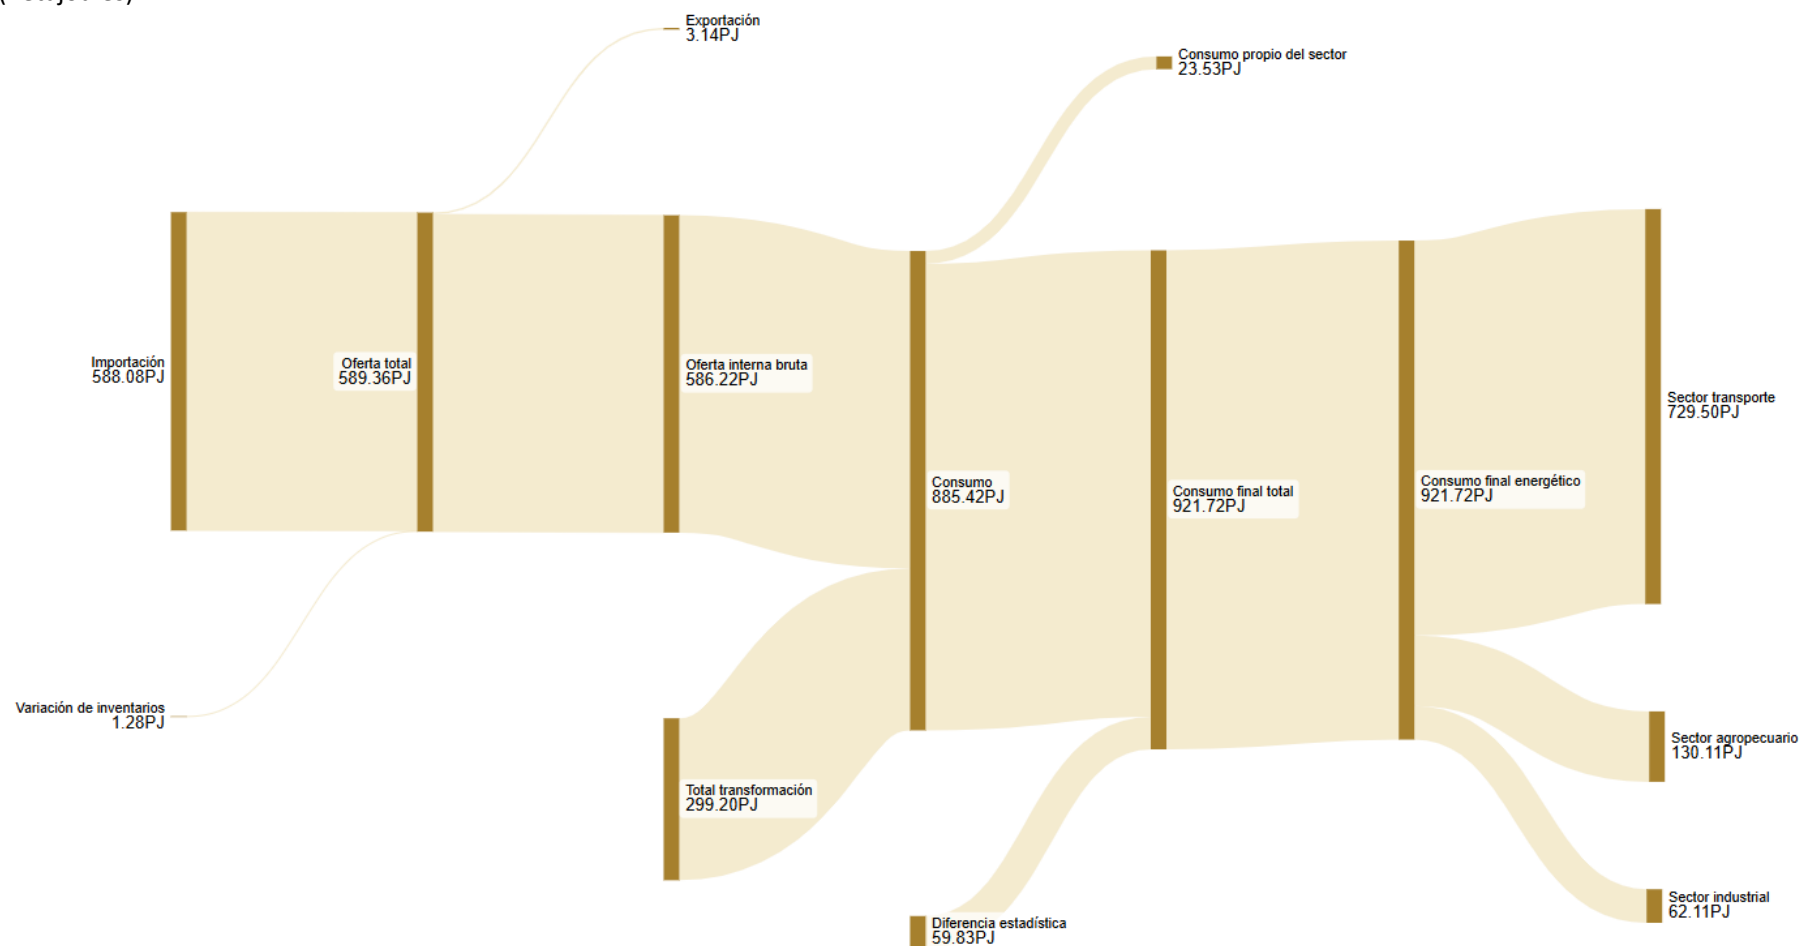 Exportación
3.14PJ
Consumo propio del sector
23.53PJ
Importación
588.08PJ
Oferta total
589.36PJ
Oferta interna bruta
586.22PJ
Sector transporte
729.50PJ
Consumo
885.42PJ
Consumo final total
921.72PJ
Consumo final energético
921.72PJ
Variación de inventarios
1.28PJ
Sector agropecuario
130.11PJ
Total transformación
299.20PJ
Sector industrial
62.11PJ
Diferencia estadística
59.83PJ